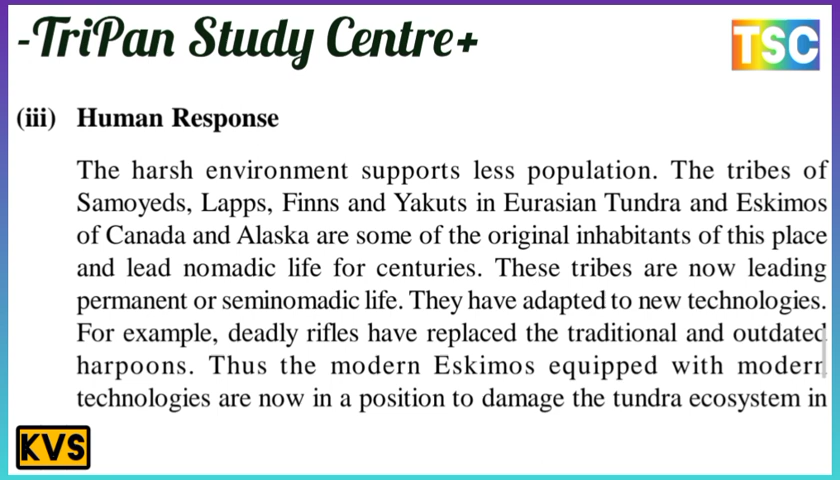 -TriPan Study Centre+
TSC
(iii) Human Response
The harsh environment supports less population. The tribes of
Samoyeds, Lapps, Finns and Yakuts in Eurasian Tundra and Eskimos
of Canada and Alaska are some of the original inhabitants of this place
and lead nomadic life for centuries. These tribes are now leading
permanent or seminomadic life. They have adapted to new technologies.
For example, deadly rifles have replaced the traditional and outdated
harpoons. Thus the modern Eskimos equipped with modern
technologies are now in a position to damage the tundra ecosystem in
KVS